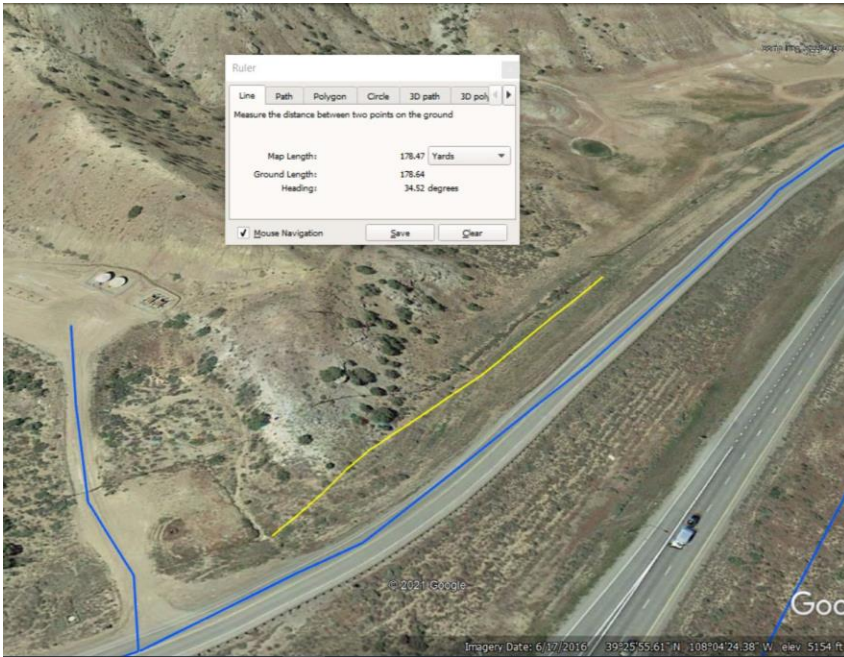 Ruler
Line Path Polygon Circle 3D path 3D poly
Measure the distance between two points on the ground
Map Length: 178.47 Yards
Ground Length: 178.64
Heading: 34.52 degrees
Mouse Navigation Save Clear
© 2021 Google
Goo
Imagery Date: 6/17/2016 39°25'55.61" N 108°04'24.38" W elev 5154 ft